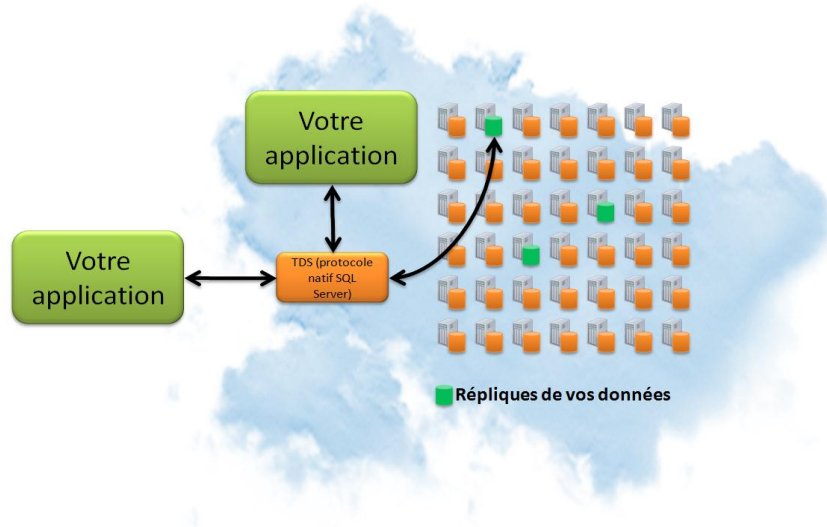 Votre
application
Votre
application
TDS (protocole
natif SQL
Server)
Répliques de vos données